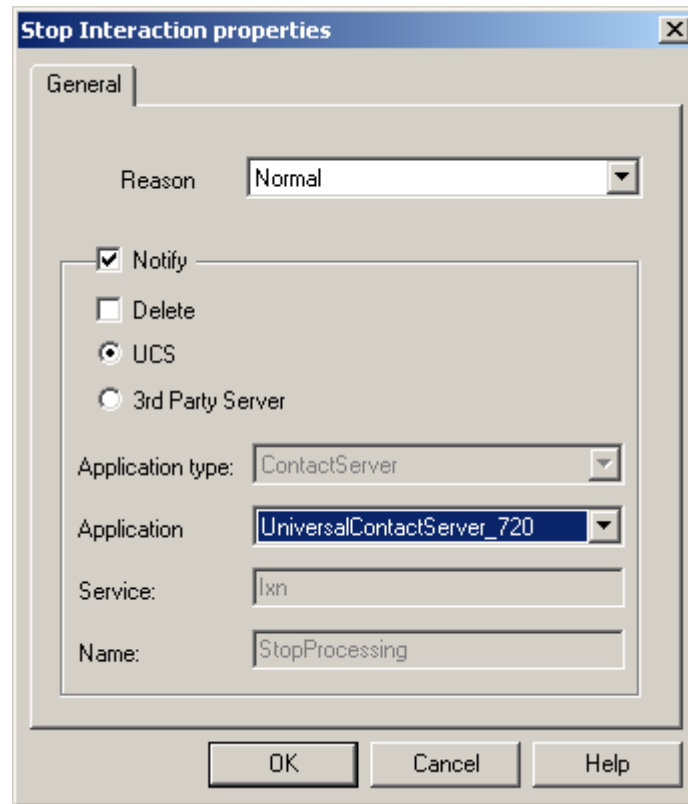 Stop Interaction properties
General
Reason Normal
Notify
Delete
UCS
3rd Party Server
Application type: ContactServer
Application UniversalContactServer_720
Service: Ixn
Name: StopProcessing
OK Cancel Help